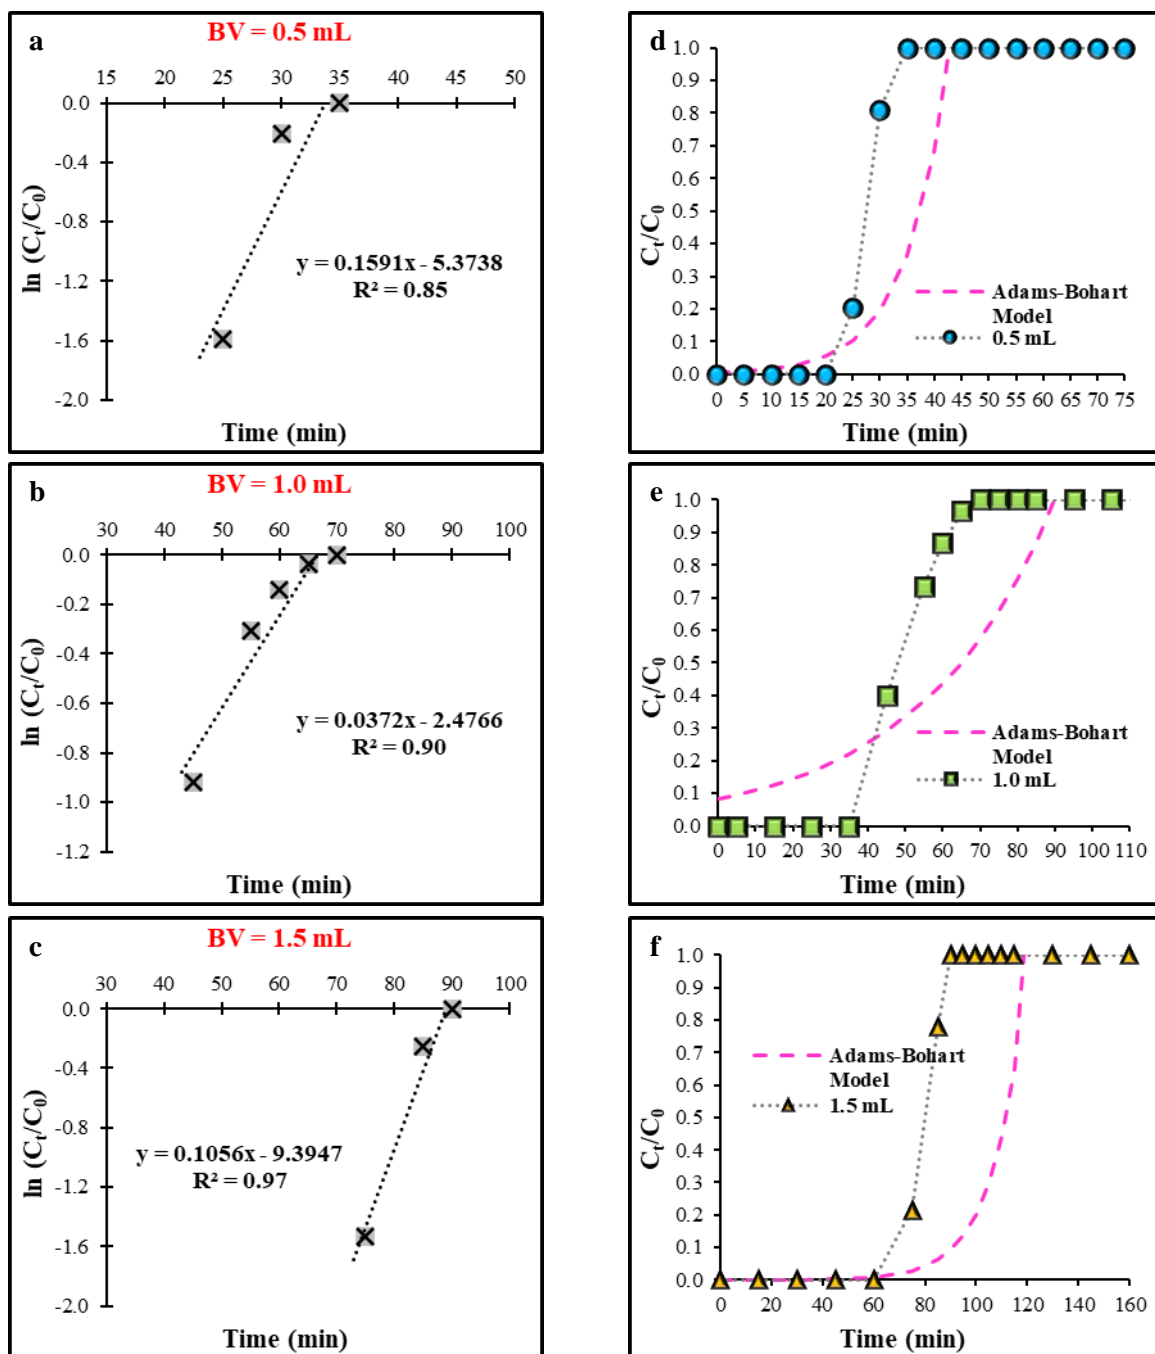 a
BV = 0.5 mL
15 20 25 30 35 40 45 50
0.0
-0.4
-0.8
-1.2
-1.6
-2.0
ln (Ct/C0)
y = 0.1591x - 5.3738
R² = 0.85
Time (min)
d
1.0
0.9
0.8
0.7
0.6
0.5
0.4
0.3
0.2
0.1
0.0
Ct/C0
Adams-Bohart
Model
0.5 mL
0 5 10 15 20 25 30 35 40 45 50 55 60 65 70 75
Time (min)
b
BV = 1.0 mL
30 40 50 60 70 80 90 100
0.0
-0.2
-0.4
-0.6
-0.8
-1.0
-1.2
ln (Ct/C0)
y = 0.0372x - 2.4766
R² = 0.90
Time (min)
e
1.0
0.9
0.8
0.7
0.6
0.5
0.4
0.3
0.2
0.1
0.0
Ct/C0
Adams-Bohart
Model
1.0 mL
0 10 20 30 40 50 60 70 80 90 100 110
Time (min)
c
BV = 1.5 mL
30 40 50 60 70 80 90 100
0.0
-0.4
-0.8
-1.2
-1.6
-2.0
ln (Ct/C0)
y = 0.1056x - 9.3947
R² = 0.97
Time (min)
f
1.0
0.9
0.8
0.7
0.6
0.5
0.4
0.3
0.2
0.1
0.0
Ct/C0
Adams-Bohart
Model
1.5 mL
0 20 40 60 80 100 120 140 160
Time (min)